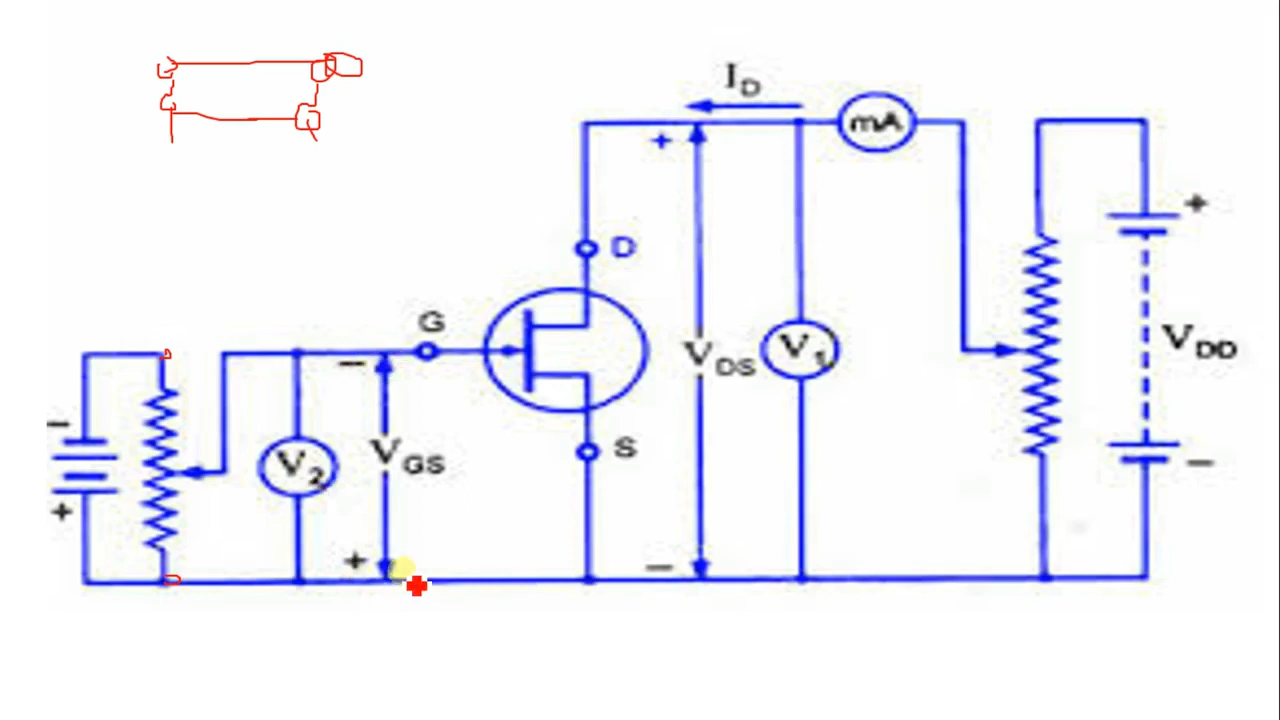 I_D
+
mA
+
D
G
−
V_DS
V_1
V_DD
−
V_2
V_GS
S
−
+
+
−